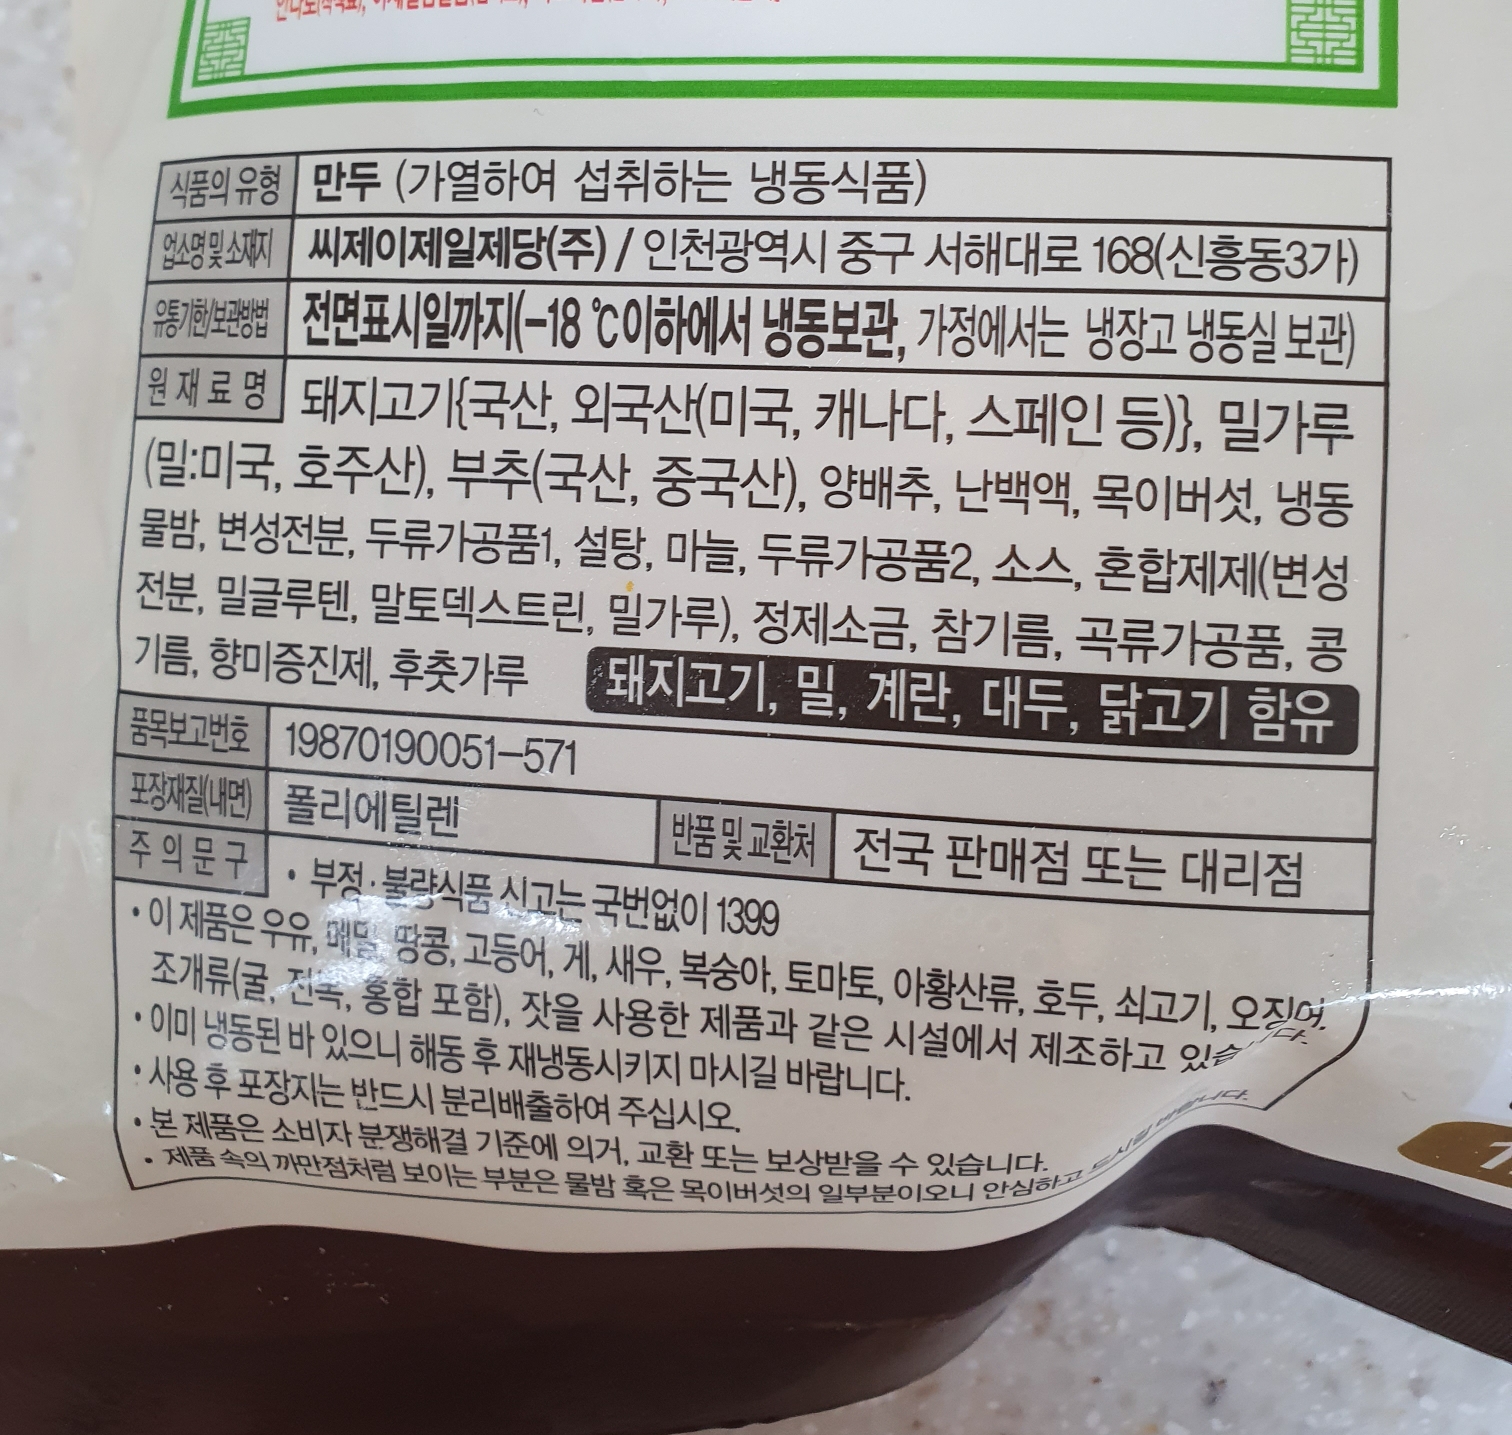 식품의 유형 만두 (가열하여 섭취하는 냉동식품)
업소명 및 소재지 씨제이제일제당(주) / 인천광역시 중구 서해대로 168(신흥동3가)
유통기한/보관방법 전면표시일까지(-18 ℃이하에서 냉동보관, 가정에서는 냉장고 냉동실 보관)
원재료명 돼지고기{국산, 외국산(미국, 캐나다, 스페인 등)}, 밀가루
(밀:미국, 호주산), 부추(국산, 중국산), 양배추, 난백액, 목이버섯, 냉동
물밤, 변성전분, 두류가공품1, 설탕, 마늘, 두류가공품2, 소스, 혼합제제(변성
전분, 밀글루텐, 말토덱스트린, 밀가루), 정제소금, 참기름, 곡류가공품, 콩
기름, 향미증진제, 후춧가루 돼지고기, 밀, 계란, 대두, 닭고기 함유
품목보고번호 19870190051-571
포장재질(내면) 폴리에틸렌 반품 및 교환처 전국 판매점 또는 대리점
주의문구 • 부정·불량식품 신고는 국번없이 1399
• 이 제품은 우유, 메밀, 땅콩, 고등어, 게, 새우, 복숭아, 토마토, 아황산류, 호두, 쇠고기, 오징어,
조개류(굴, 전복, 홍합 포함), 잣을 사용한 제품과 같은 시설에서 제조하고 있습니다.
• 이미 냉동된 바 있으니 해동 후 재냉동시키지 마시길 바랍니다.
• 사용 후 포장지는 반드시 분리배출하여 주십시오.
• 본 제품은 소비자 분쟁해결 기준에 의거, 교환 또는 보상받을 수 있습니다.
• 제품 속의 까만점처럼 보이는 부분은 물밤 혹은 목이버섯의 일부분이오니 안심하고 드시길 바랍니다.